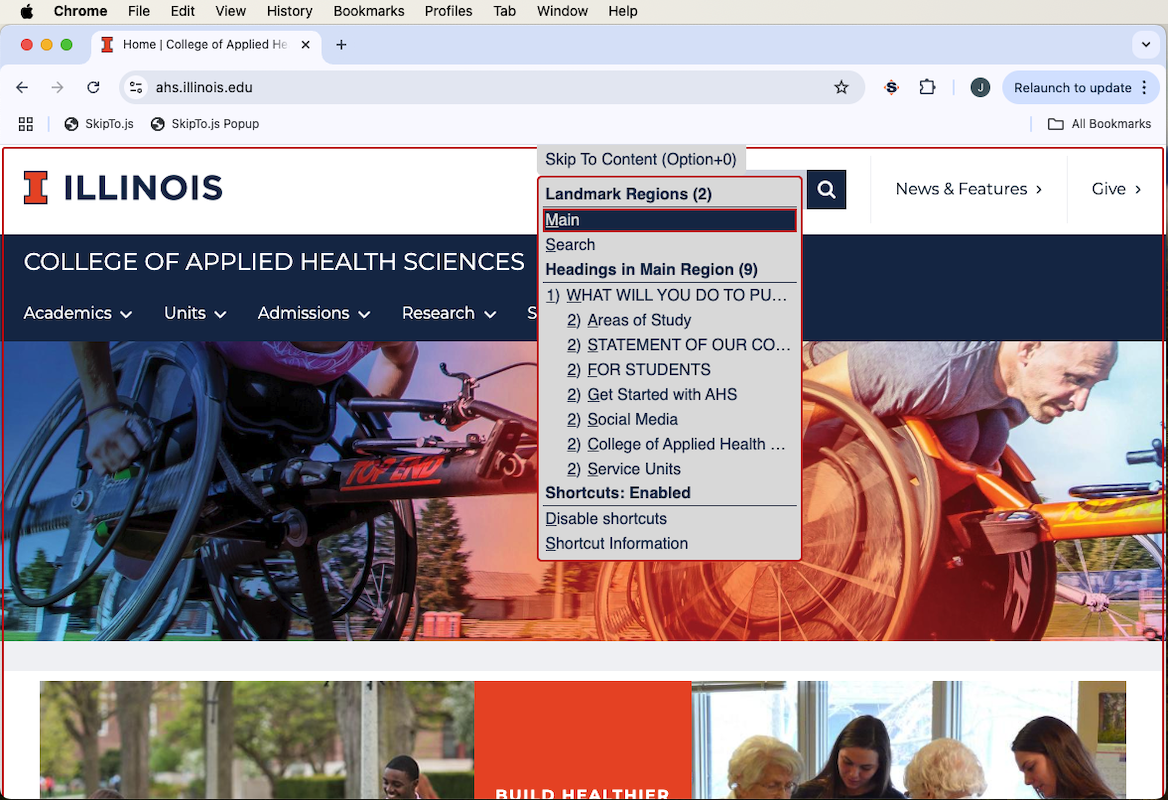 Chrome File Edit View History Bookmarks Profiles Tab Window Help
Home | College of Applied He
ahs.illinois.edu
J
Relaunch to update
SkipTo.js
SkipTo.js Popup
All Bookmarks
Skip To Content (Option+0)
I ILLINOIS
News & Features
Give
Landmark Regions (2)
Main
Search
Headings in Main Region (9)
1) WHAT WILL YOU DO TO PU...
2) Areas of Study
2) STATEMENT OF OUR CO...
2) FOR STUDENTS
2) Get Started with AHS
2) Social Media
2) College of Applied Health ...
2) Service Units
Shortcuts: Enabled
Disable shortcuts
Shortcut Information
COLLEGE OF APPLIED HEALTH SCIENCES
Academics Units Admissions Research S
TOP END
BUILD HEALTHIER